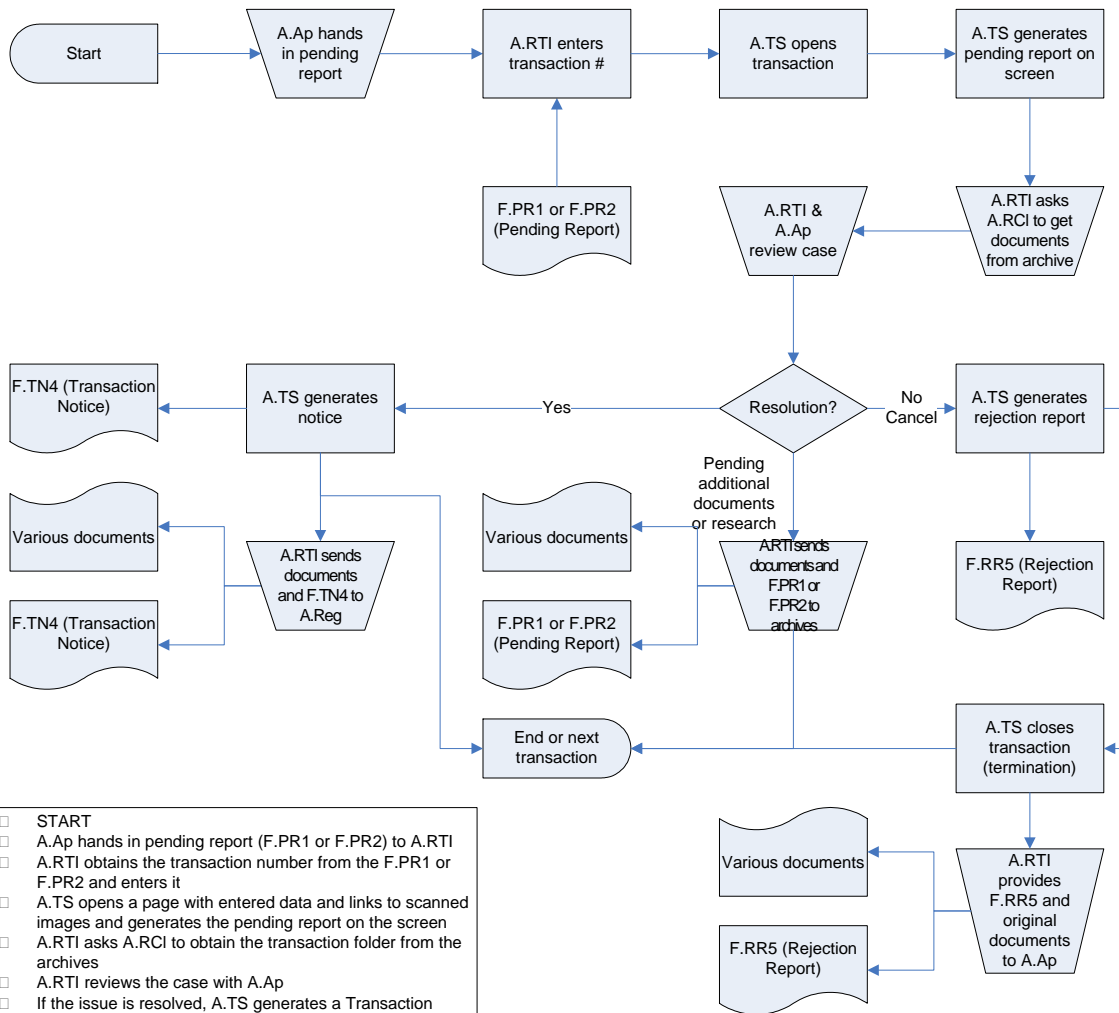 Start
A.Ap hands
in pending
report
A.RTI enters
transaction #
A.TS opens
transaction
A.TS generates
pending report on
screen
F.PR1 or F.PR2
(Pending Report)
A.RTI &
A.Ap
review case
A.RTI asks
A.RCI to get
documents
from archive
F.TN4 (Transaction
Notice)
A.TS generates
notice
Yes
Resolution?
No
Cancel
A.TS generates
rejection report
Pending
additional
documents
or research
Various documents
A.RTI sends
documents
and F.TN4 to
A.Reg
F.TN4 (Transaction
Notice)
Various documents
A.RTI sends
documents and
F.PR1 or
F.PR2 to
archives
F.PR1 or F.PR2
(Pending Report)
F.RR5 (Rejection
Report)
End or next
transaction
A.TS closes
transaction
(termination)
Various documents
A.RTI
provides
F.RR5 and
original
documents
to A.Ap
F.RR5 (Rejection
Report)
START
A.Ap hands in pending report (F.PR1 or F.PR2) to A.RTI
A.RTI obtains the transaction number from the F.PR1 or
F.PR2 and enters it
A.TS opens a page with entered data and links to scanned
images and generates the pending report on the screen
A.RTI asks A.RCI to obtain the transaction folder from the
archives
A.RTI reviews the case with A.Ap
If the issue is resolved, A.TS generates a Transaction